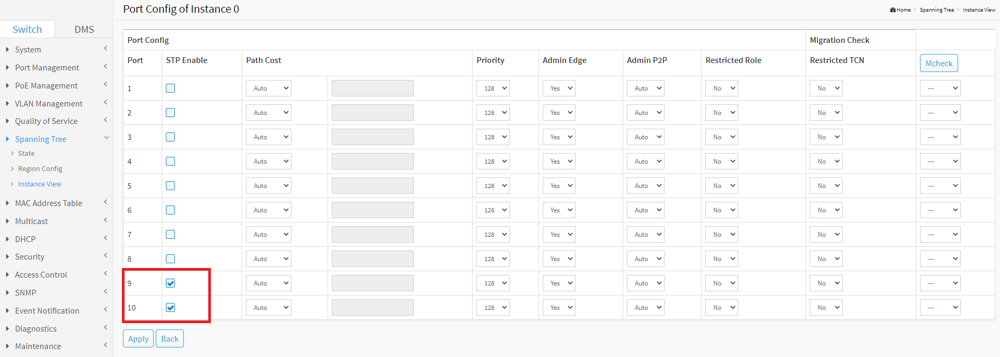 Port Config of Instance 0
Home > Spanning Tree > Instance View
Switch DMS
System
Port Management
PoE Management
VLAN Management
Quality of Service
Spanning Tree
State
Region Config
Instance View
MAC Address Table
Multicast
DHCP
Security
Access Control
SNMP
Event Notification
Diagnostics
Maintenance
Port Config Migration Check
Port STP Enable Path Cost Priority Admin Edge Admin P2P Restricted Role Restricted TCN Mcheck
1 Auto 128 Yes Auto No No ---
2 Auto 128 Yes Auto No No ---
3 Auto 128 Yes Auto No No ---
4 Auto 128 Yes Auto No No ---
5 Auto 128 Yes Auto No No ---
6 Auto 128 Yes Auto No No ---
7 Auto 128 Yes Auto No No ---
8 Auto 128 Yes Auto No No ---
9 Auto 128 Yes Auto No No ---
10 Auto 128 Yes Auto No No ---
Apply Back